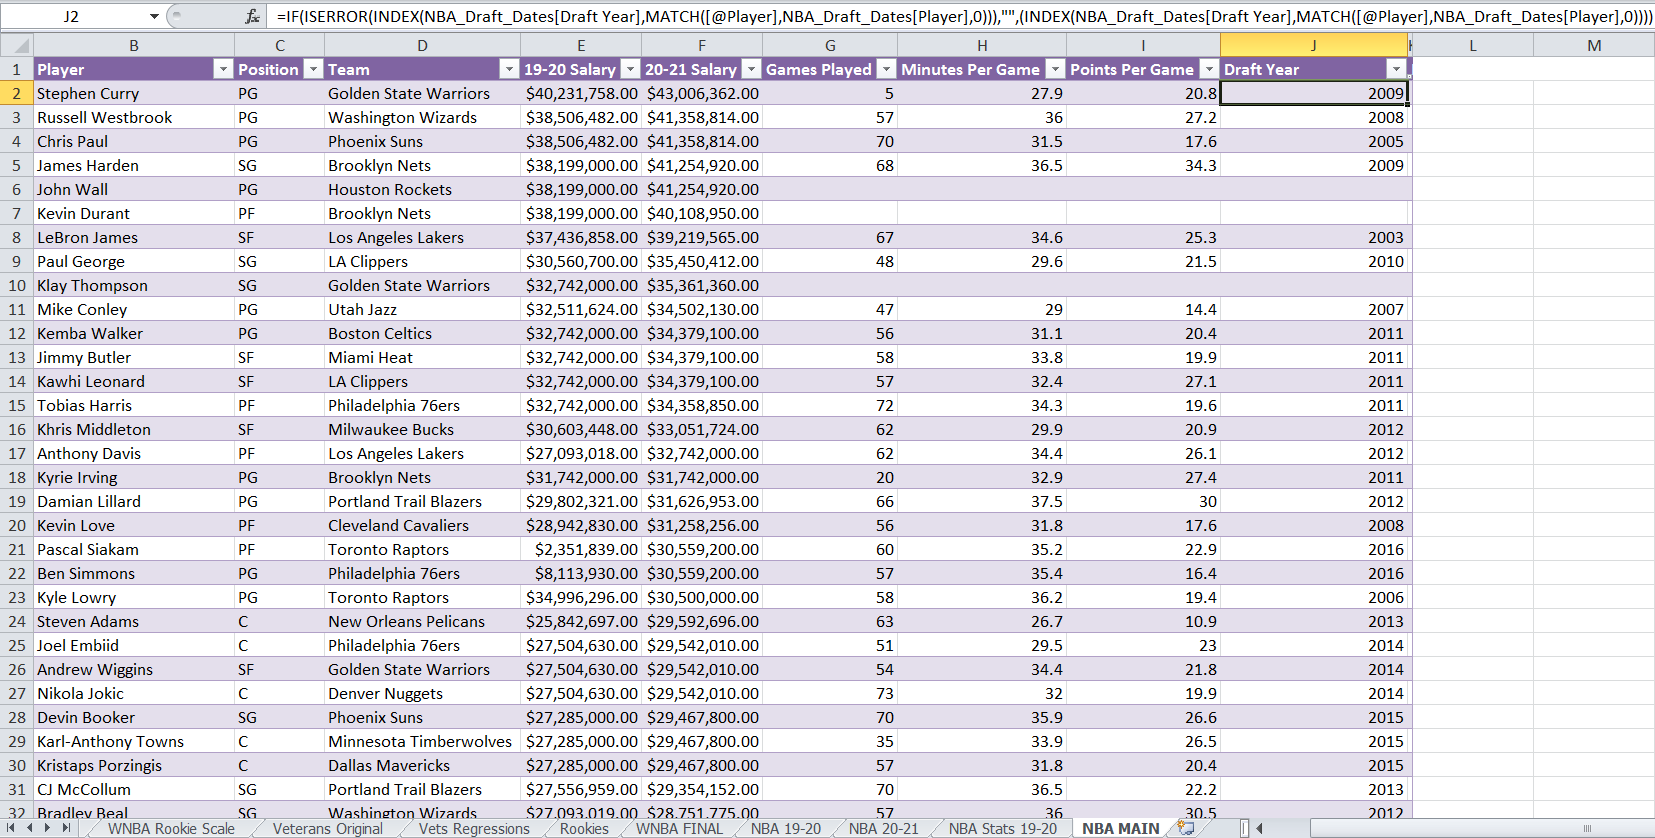 J2 fx =IF(ISERROR(INDEX(NBA_Draft_Dates[Draft Year],MATCH([@Player],NBA_Draft_Dates[Player],0))),"",(INDEX(NBA_Draft_Dates[Draft Year],MATCH([@Player],NBA_Draft_Dates[Player],0))))
B C D E F G H I J L M
1 Player Position Team 19-20 Salary 20-21 Salary Games Played Minutes Per Game Points Per Game Draft Year
2 Stephen Curry PG Golden State Warriors $40,231,758.00 $43,006,362.00 5 27.9 20.8 2009
3 Russell Westbrook PG Washington Wizards $38,506,482.00 $41,358,814.00 57 36 27.2 2008
4 Chris Paul PG Phoenix Suns $38,506,482.00 $41,358,814.00 70 31.5 17.6 2005
5 James Harden SG Brooklyn Nets $38,199,000.00 $41,254,920.00 68 36.5 34.3 2009
6 John Wall PG Houston Rockets $38,199,000.00 $41,254,920.00
7 Kevin Durant PF Brooklyn Nets $38,199,000.00 $40,108,950.00
8 LeBron James SF Los Angeles Lakers $37,436,858.00 $39,219,565.00 67 34.6 25.3 2003
9 Paul George SG LA Clippers $30,560,700.00 $35,450,412.00 48 29.6 21.5 2010
10 Klay Thompson SG Golden State Warriors $32,742,000.00 $35,361,360.00
11 Mike Conley PG Utah Jazz $32,511,624.00 $34,502,130.00 47 29 14.4 2007
12 Kemba Walker PG Boston Celtics $32,742,000.00 $34,379,100.00 56 31.1 20.4 2011
13 Jimmy Butler SF Miami Heat $32,742,000.00 $34,379,100.00 58 33.8 19.9 2011
14 Kawhi Leonard SF LA Clippers $32,742,000.00 $34,379,100.00 57 32.4 27.1 2011
15 Tobias Harris PF Philadelphia 76ers $32,742,000.00 $34,358,850.00 72 34.3 19.6 2011
16 Khris Middleton SF Milwaukee Bucks $30,603,448.00 $33,051,724.00 62 29.9 20.9 2012
17 Anthony Davis PF Los Angeles Lakers $27,093,018.00 $32,742,000.00 62 34.4 26.1 2012
18 Kyrie Irving PG Brooklyn Nets $31,742,000.00 $31,742,000.00 20 32.9 27.4 2011
19 Damian Lillard PG Portland Trail Blazers $29,802,321.00 $31,626,953.00 66 37.5 30 2012
20 Kevin Love PF Cleveland Cavaliers $28,942,830.00 $31,258,256.00 56 31.8 17.6 2008
21 Pascal Siakam PF Toronto Raptors $2,351,839.00 $30,559,200.00 60 35.2 22.9 2016
22 Ben Simmons PG Philadelphia 76ers $8,113,930.00 $30,559,200.00 57 35.4 16.4 2016
23 Kyle Lowry PG Toronto Raptors $34,996,296.00 $30,500,000.00 58 36.2 19.4 2006
24 Steven Adams C New Orleans Pelicans $25,842,697.00 $29,592,696.00 63 26.7 10.9 2013
25 Joel Embiid C Philadelphia 76ers $27,504,630.00 $29,542,010.00 51 29.5 23 2014
26 Andrew Wiggins SF Golden State Warriors $27,504,630.00 $29,542,010.00 54 34.4 21.8 2014
27 Nikola Jokic C Denver Nuggets $27,504,630.00 $29,542,010.00 73 32 19.9 2014
28 Devin Booker SG Phoenix Suns $27,285,000.00 $29,467,800.00 70 35.9 26.6 2015
29 Karl-Anthony Towns C Minnesota Timberwolves $27,285,000.00 $29,467,800.00 35 33.9 26.5 2015
30 Kristaps Porzingis C Dallas Mavericks $27,285,000.00 $29,467,800.00 57 31.8 20.4 2015
31 CJ McCollum SG Portland Trail Blazers $27,556,959.00 $29,354,152.00 70 36.5 22.2 2013
32 Bradley Beal SG Washington Wizards $27,093,019.00 $28,751,775.00 57 36 30.5 2012
WNBA Rookie Scale Veterans Original Vets Regressions Rookies WNBA FINAL NBA 19-20 NBA 20-21 NBA Stats 19-20 NBA MAIN